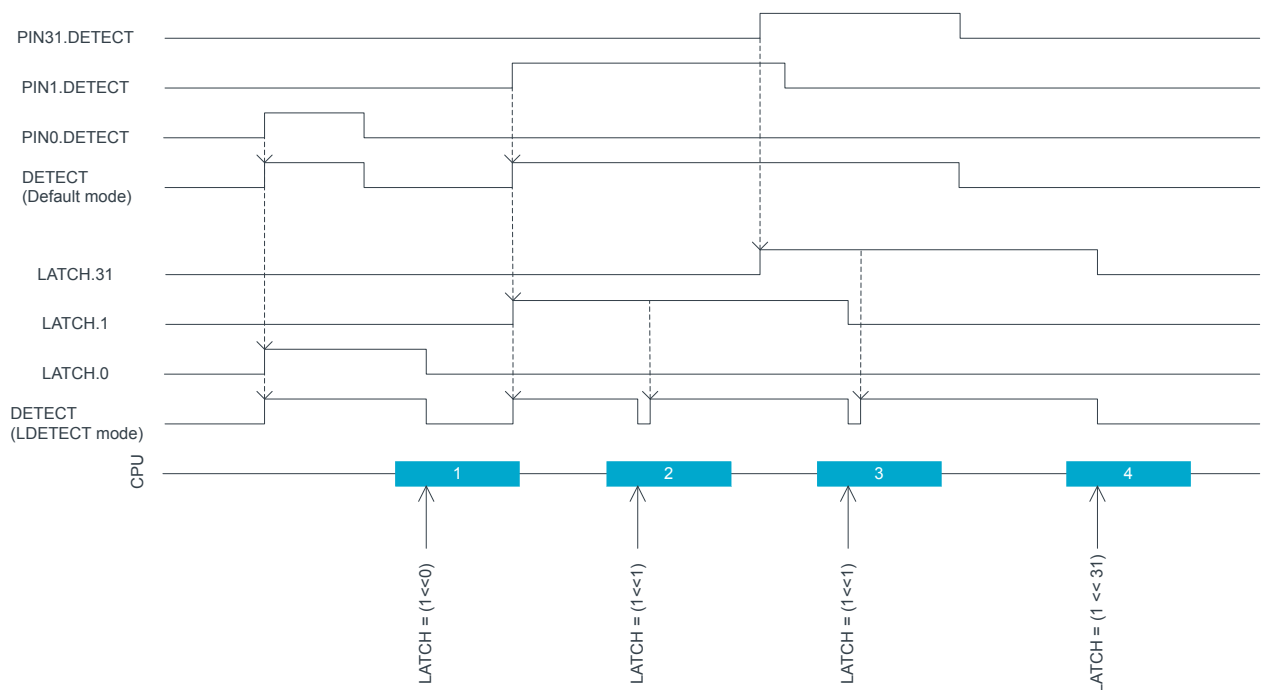 PIN31.DETECT
PIN1.DETECT
PIN0.DETECT
DETECT
(Default mode)
LATCH.31
LATCH.1
LATCH.0
DETECT
(LDETECT mode)
CPU
1
2
3
4
LATCH = (1<<0)
LATCH = (1<<1)
LATCH = (1<<1)
LATCH = (1 << 31)